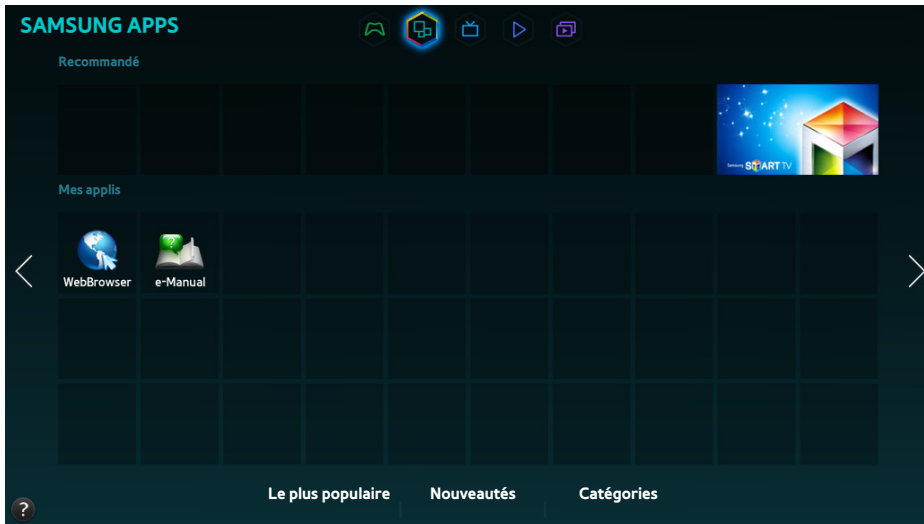 SAMSUNG APPS
Recommandé
Samsung SMART TV
Mes applis
WebBrowser
e-Manual
Le plus populaire
Nouveautés
Catégories
?